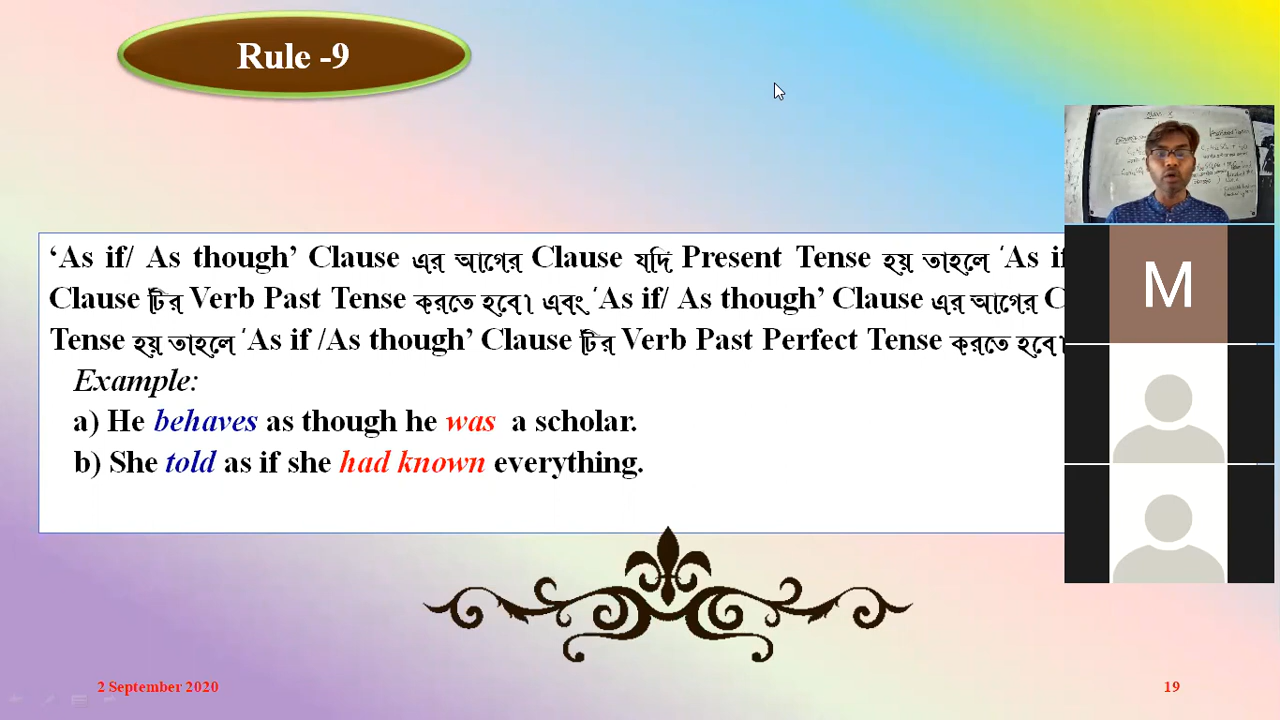 Rule -9
‘As if/ As though’ Clause এর আগের Clause যদি Present Tense হয় তাহলে ‘As if
Clause টির Verb Past Tense করতে হবে। এবং ‘As if/ As though’ Clause এর আগের
Tense হয় তাহলে ‘As if /As though’ Clause টির Verb Past Perfect Tense করতে হবে।
Example:
a) He behaves as though he was a scholar.
b) She told as if she had known everything.
M
2 September 2020
19